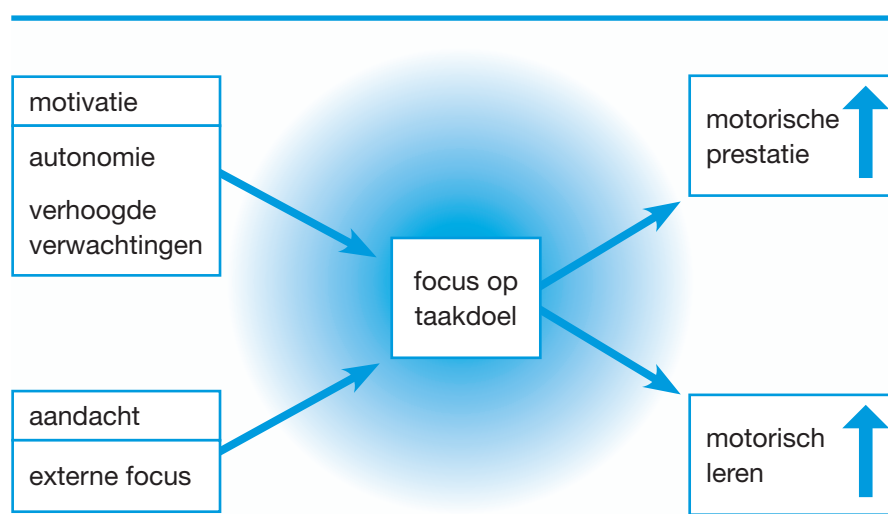 motivatie
autonomie
verhoogde
verwachtingen
aandacht
externe focus
focus op
taakdoel
motorische
prestatie
motorisch
leren